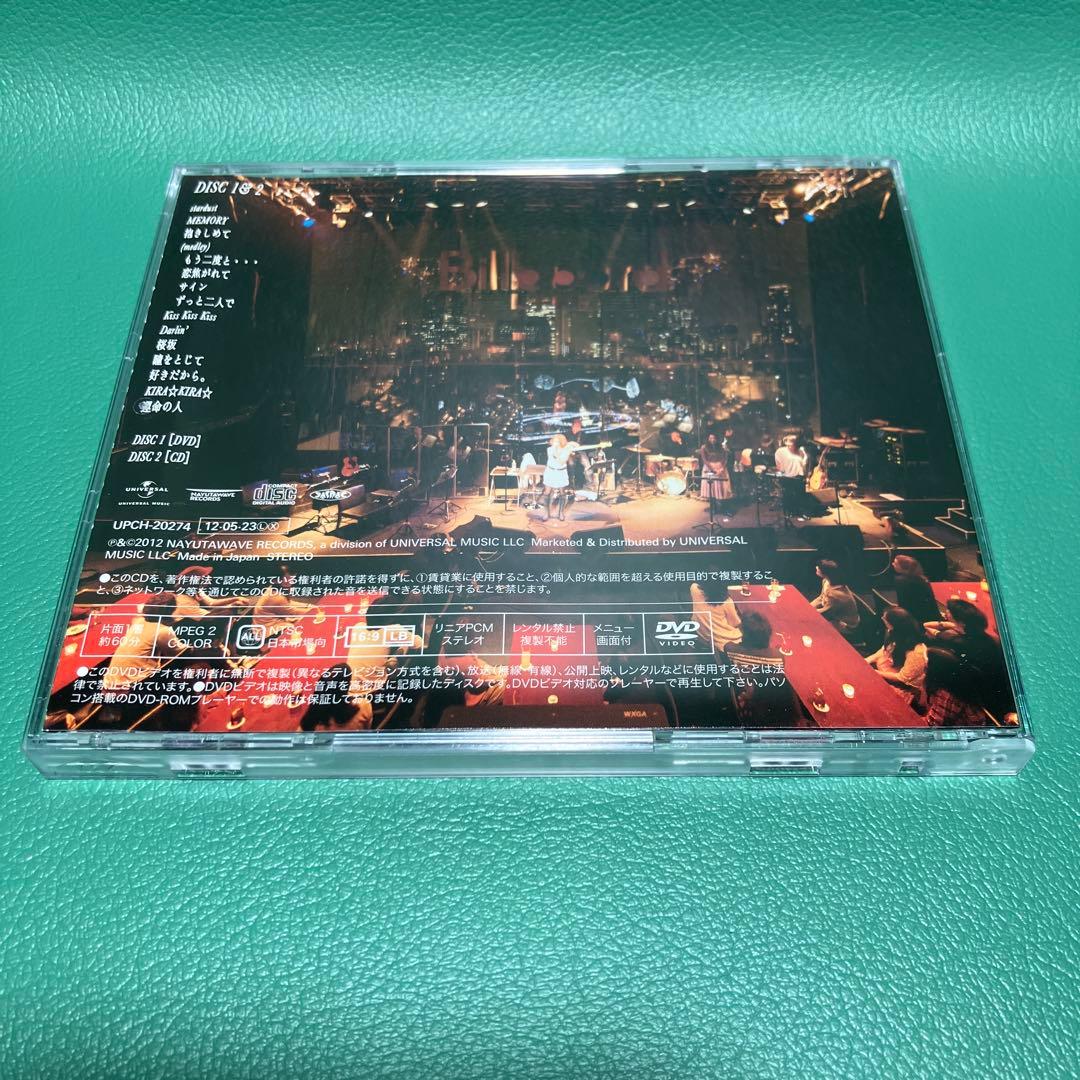 DISC 1& 2
stardust
MEMORY
抱きしめて
(medley)
もう二度と・・・
恋焦がれて
サイン
ずっと二人で
Kiss Kiss Kiss
Darlin'
桜坂
瞳をとじて
好きだから。
KIRA☆KIRA☆
運命の人
DISC 1 [DVD]
DISC 2 [CD]
Billboard
UNIVERSAL
UNIVERSAL MUSIC
NAYUTAWAVE
RECORDS
COMPACT
disc
DIGITAL AUDIO
UPCH-20274 12-05-23ⓁⓍ
Ⓟ&©2012 NAYUTAWAVE RECORDS, a division of UNIVERSAL MUSIC LLC Marketed & Distributed by UNIVERSAL
MUSIC LLC Made in Japan STEREO
●このCDを、著作権法で認められている権利者の許諾を得ずに、①賃貸業に使用すること、②個人的な範囲を超える使用目的で複製するこ
と、③ネットワーク等を通じてこのCDに収録された音を送信できる状態にすることを禁じます。
片面1層
約60分
MPEG 2
COLOR
ALL
NTSC
日本市場向
16:9 LB
リニアPCM
ステレオ
レンタル禁止
複製不能
メニュー
画面付
DVD
VIDEO
●このDVDビデオを権利者に無断で複製(異なるテレビジョン方式を含む)、放送(無線・有線)、公開上映、レンタルなどに使用することは法
律で禁止されています。●DVDビデオは映像と音声を高密度に記録したディスクです。DVDビデオ対応のプレーヤーで再生して下さい。パソ
コン搭載のDVD-ROMプレーヤーでの動作は保証しておりません。
WXGA